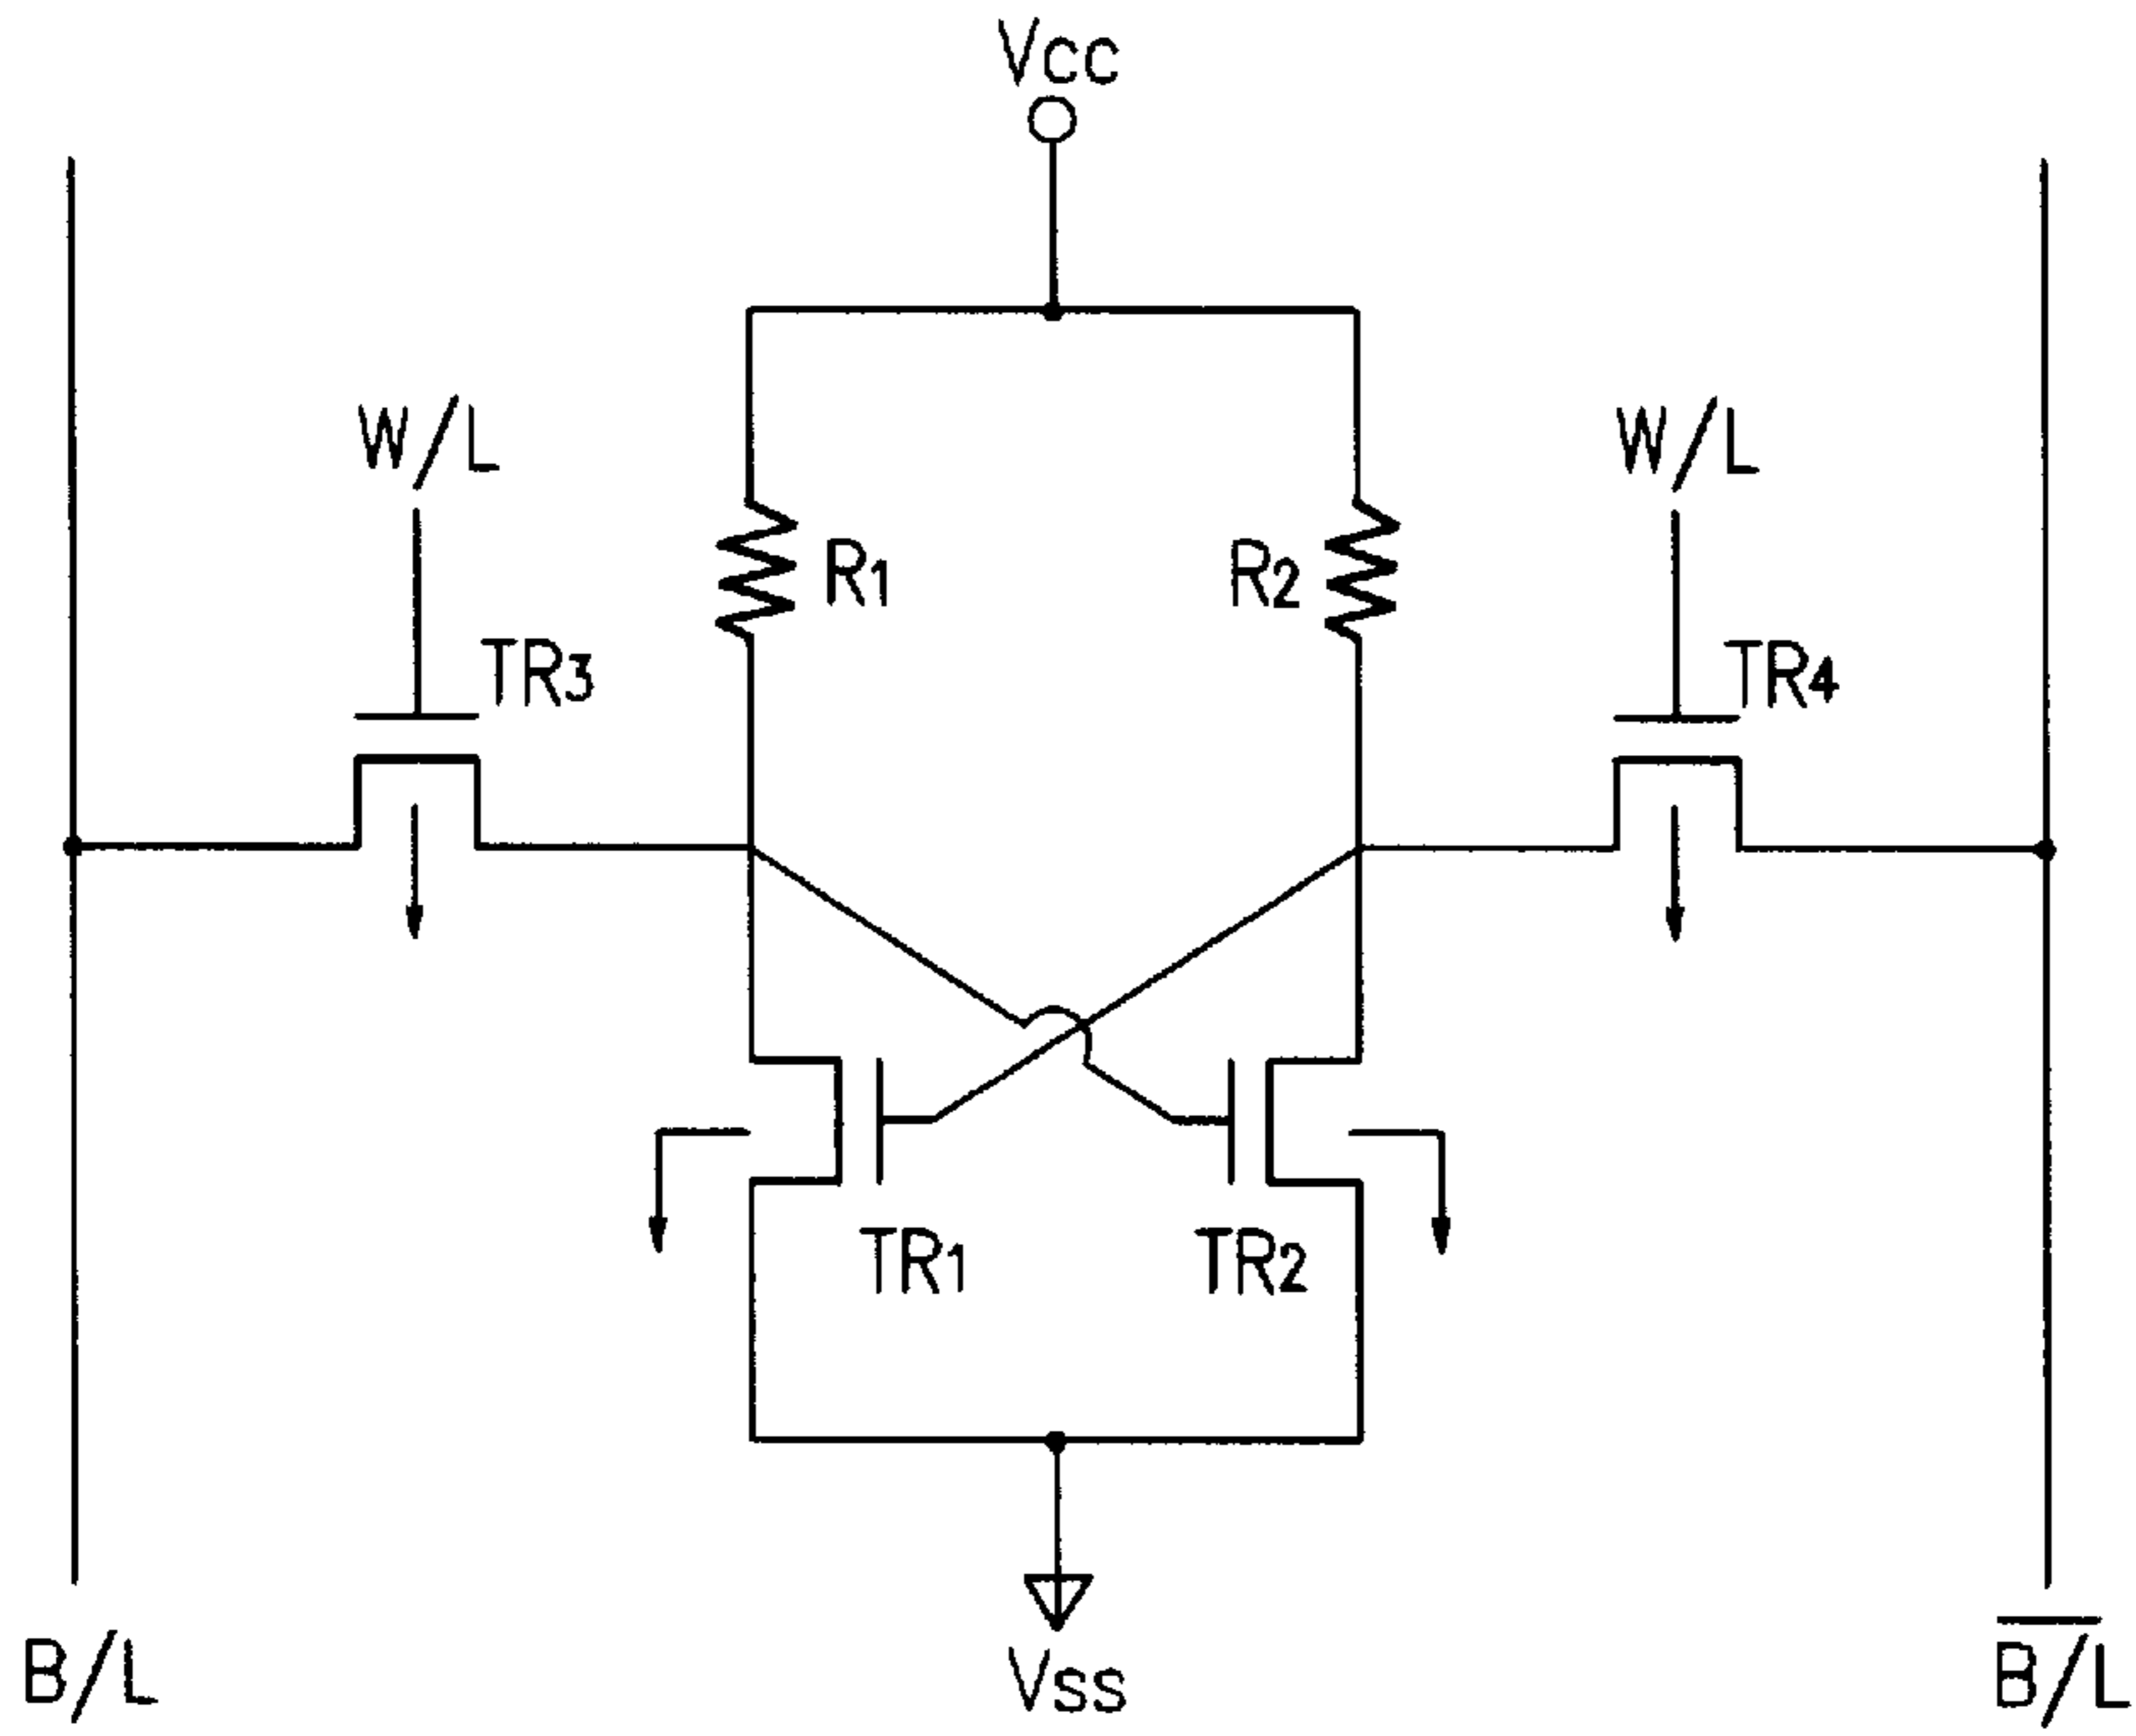 Vcc
W/L
W/L
R1
R2
TR3
TR4
TR1
TR2
B/L
Vss
B̅/̅L̅